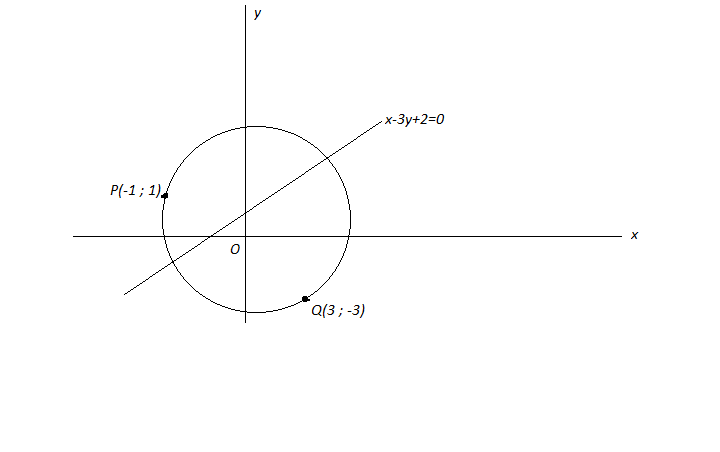 y
x-3y+2=0
P(-1 ; 1)
x
O
Q(3 ; -3)